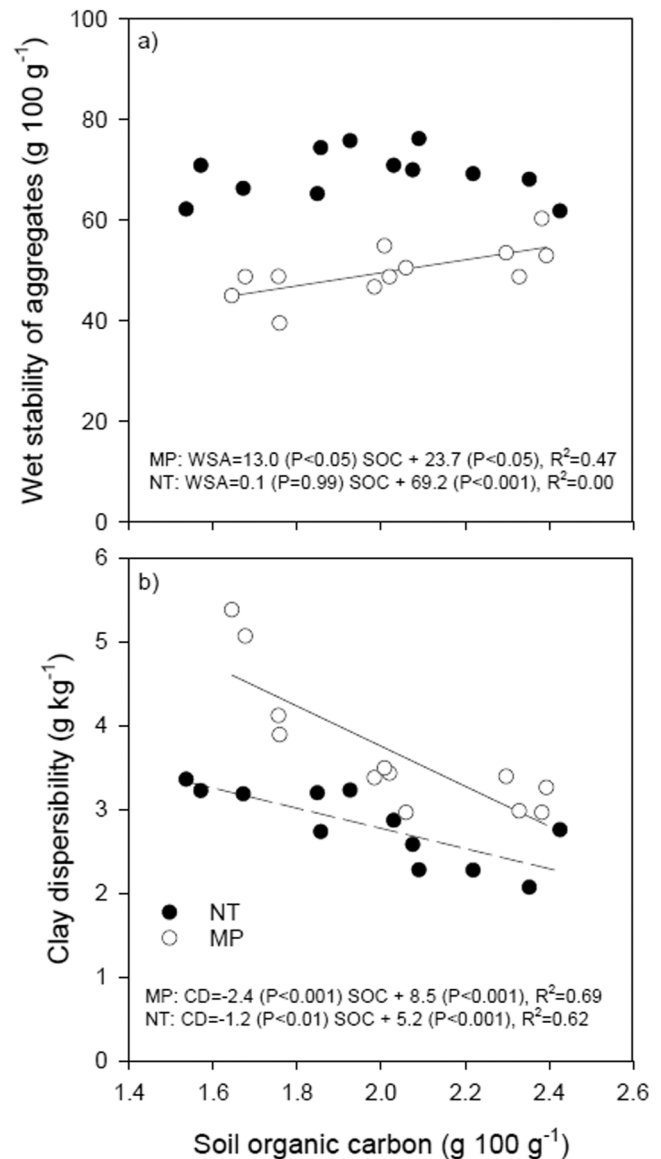 a)
Wet stability of aggregates (g 100 g⁻¹)
100
80
60
40
20
0
MP: WSA=13.0 (P<0.05) SOC + 23.7 (P<0.05), R²=0.47
NT: WSA=0.1 (P=0.99) SOC + 69.2 (P<0.001), R²=0.00
b)
Clay dispersibility (g kg⁻¹)
6
5
4
3
2
1
0
NT
MP
MP: CD=-2.4 (P<0.001) SOC + 8.5 (P<0.001), R²=0.69
NT: CD=-1.2 (P<0.01) SOC + 5.2 (P<0.001), R²=0.62
1.4 1.6 1.8 2.0 2.2 2.4 2.6
Soil organic carbon (g 100 g⁻¹)